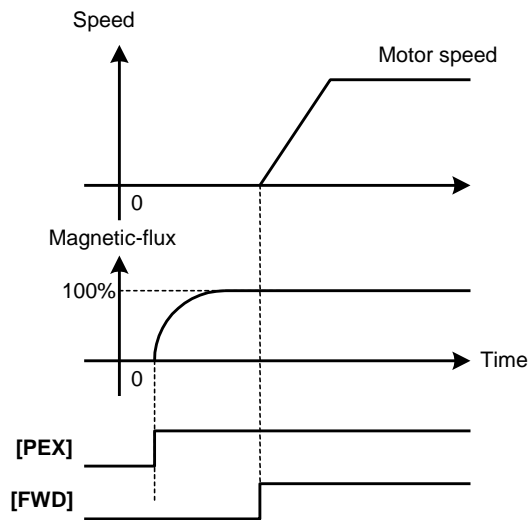 Speed
Motor speed
0
Magnetic-flux
100%
0
Time
[PEX]
[FWD]